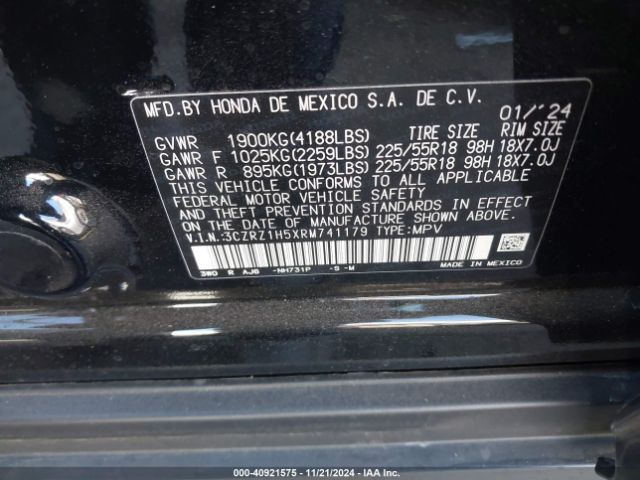 MFD.BY HONDA DE MEXICO S.A. DE C.V. 01/'24
GVWR 1900KG(4188LBS) TIRE SIZE RIM SIZE
GAWR F 1025KG(2259LBS) 225/55R18 98H 18X7.0J
GAWR R 895KG(1973LBS) 225/55R18 98H 18X7.0J
THIS VEHICLE CONFORMS TO ALL APPLICABLE
FEDERAL MOTOR VEHICLE SAFETY
STANDARDS IN EFFECT ON THE
DATE OF MANUFACTURE SHOWN ABOVE.
V.I.N.3CZRZ1H5XRM741179 TYPE:MPV
3W0 R AJ6 -NH731P -S -M MADE IN MEXICO
000-40921575 - 11/21/2024 - IAA Inc.